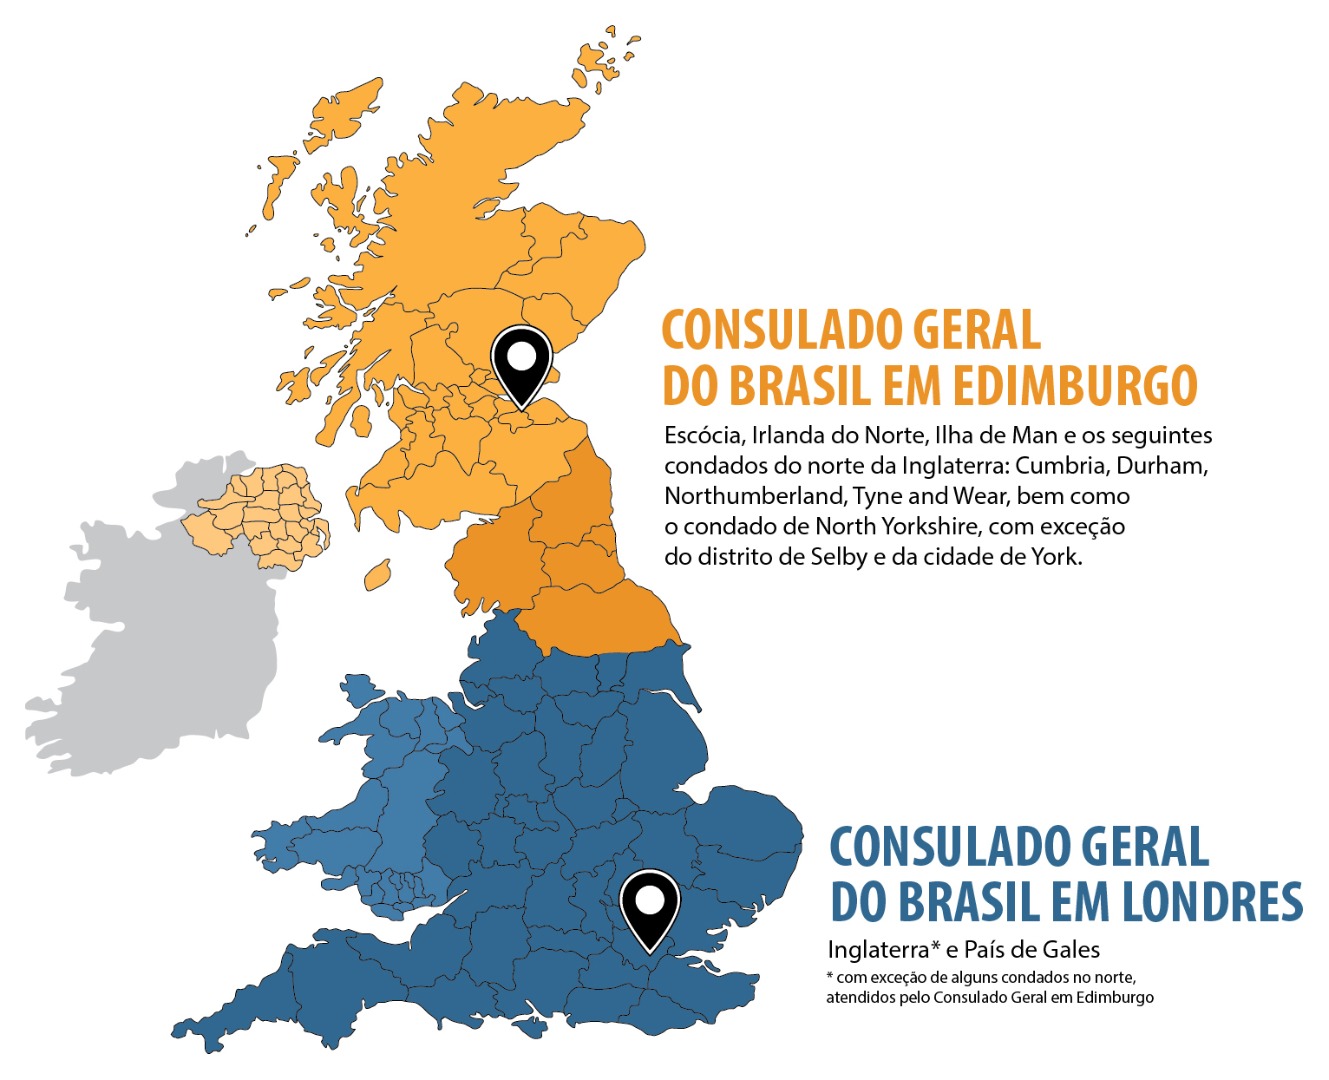 CONSULADO GERAL
DO BRASIL EM EDIMBURGO
Escócia, Irlanda do Norte, Ilha de Man e os seguintes
condados do norte da Inglaterra: Cumbria, Durham,
Northumberland, Tyne and Wear, bem como
o condado de North Yorkshire, com exceção
do distrito de Selby e da cidade de York.
CONSULADO GERAL
DO BRASIL EM LONDRES
Inglaterra* e País de Gales
* com exceção de alguns condados no norte,
atendidos pelo Consulado Geral em Edimburgo